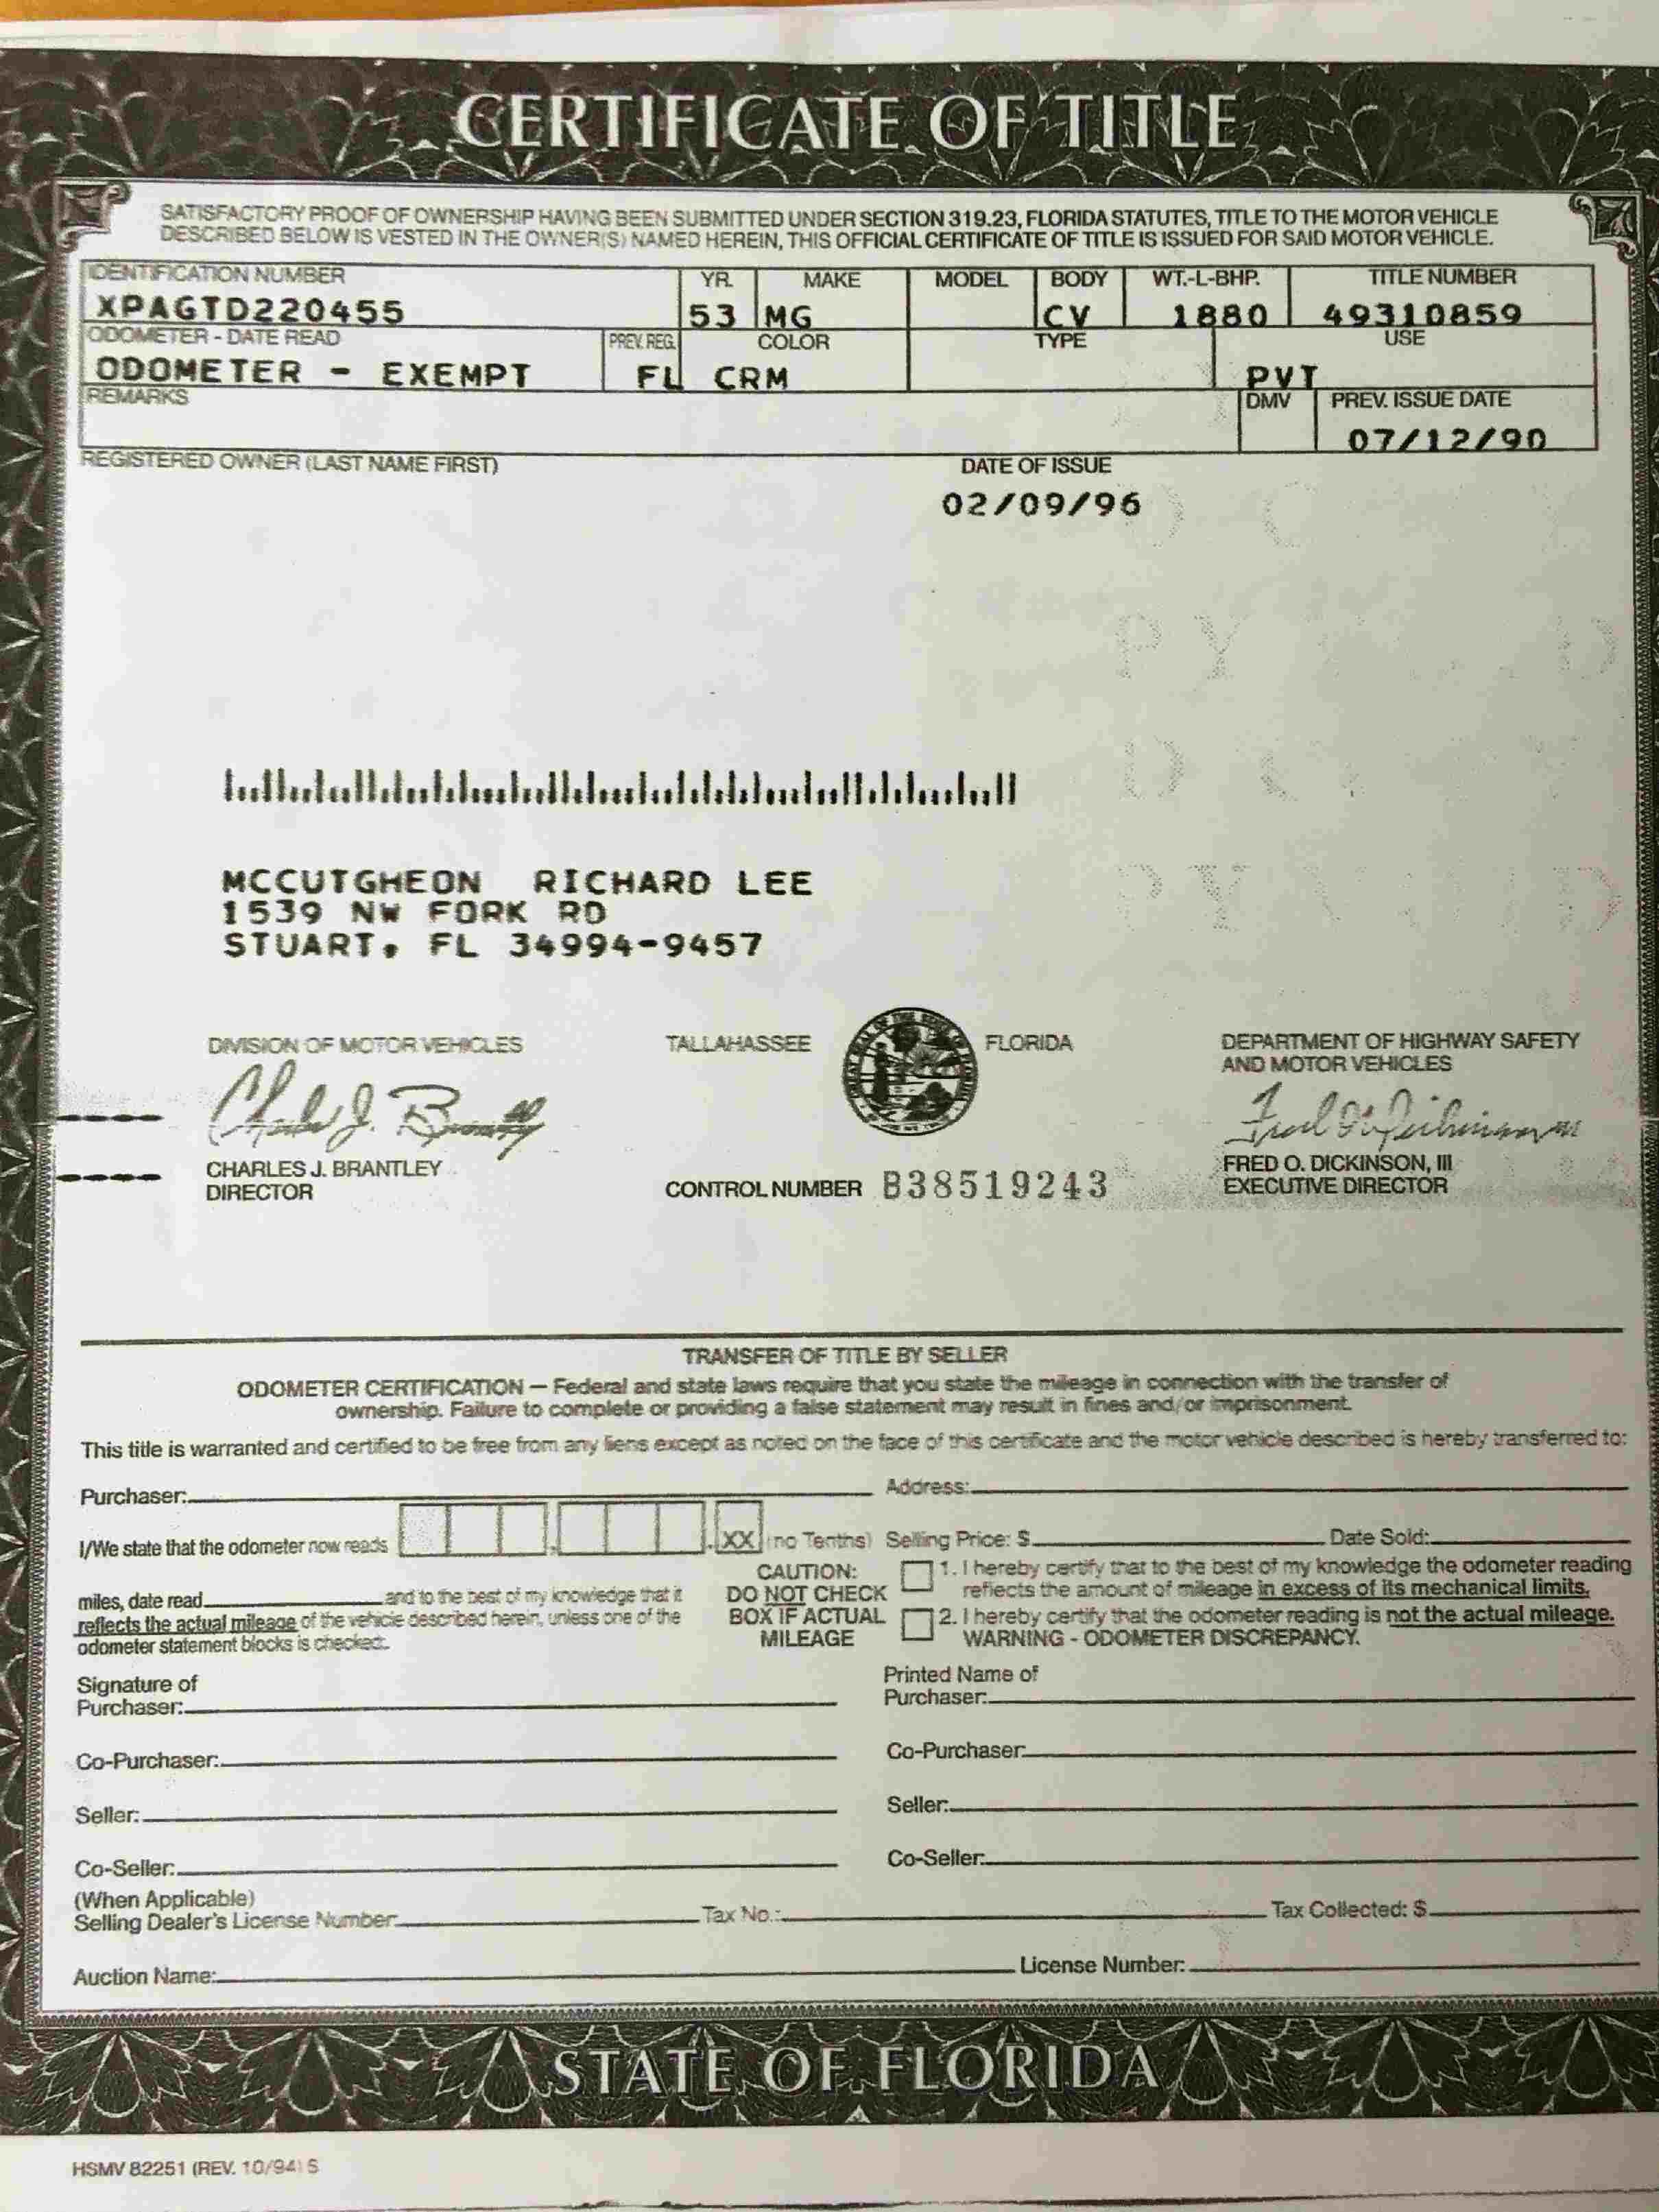 CERTIFICATE OF TITLE
SATISFACTORY PROOF OF OWNERSHIP HAVING BEEN SUBMITTED UNDER SECTION 319.23, FLORIDA STATUTES, TITLE TO THE MOTOR VEHICLE
DESCRIBED BELOW IS VESTED IN THE OWNER(S) NAMED HEREIN, THIS OFFICIAL CERTIFICATE OF TITLE IS ISSUED FOR SAID MOTOR VEHICLE.
IDENTIFICATION NUMBER YR. MAKE MODEL BODY WT.-L-BHP. TITLE NUMBER
XPAGTD220455 53 MG CV 1880 49310859
ODOMETER - DATE READ PREV. REG. COLOR TYPE USE
ODOMETER - EXEMPT FL CRM PVT
REMARKS DMV PREV. ISSUE DATE
07/12/90
REGISTERED OWNER (LAST NAME FIRST) DATE OF ISSUE
02/09/96
MCCUTGHEON RICHARD LEE
1539 NW FORK RD
STUART, FL 34994-9457
DIVISION OF MOTOR VEHICLES TALLAHASSEE FLORIDA DEPARTMENT OF HIGHWAY SAFETY
AND MOTOR VEHICLES
CHARLES J. BRANTLEY FRED O. DICKINSON, III
DIRECTOR CONTROL NUMBER B38519243 EXECUTIVE DIRECTOR
TRANSFER OF TITLE BY SELLER
ODOMETER CERTIFICATION — Federal and state laws require that you state the mileage in connection with the transfer of
ownership. Failure to complete or providing a false statement may result in fines and/or imprisonment.
This title is warranted and certified to be free from any liens except as noted on the face of this certificate and the motor vehicle described is hereby transferred to:
Purchaser: Address:
I/We state that the odometer now reads XX (no Tenths) Selling Price: $ Date Sold:
CAUTION: 1. I hereby certify that to the best of my knowledge the odometer reading
miles, date read and to the best of my knowledge that it DO NOT CHECK reflects the amount of mileage in excess of its mechanical limits.
reflects the actual mileage of the vehicle described herein, unless one of the BOX IF ACTUAL 2. I hereby certify that the odometer reading is not the actual mileage.
odometer statement blocks is checked. MILEAGE WARNING - ODOMETER DISCREPANCY.
Signature of Printed Name of
Purchaser: Purchaser:
Co-Purchaser: Co-Purchaser:
Seller: Seller:
Co-Seller: Co-Seller:
(When Applicable)
Selling Dealer's License Number: Tax No.: Tax Collected: $
Auction Name: License Number:
STATE OF FLORIDA
HSMV 82251 (REV. 10/94) S